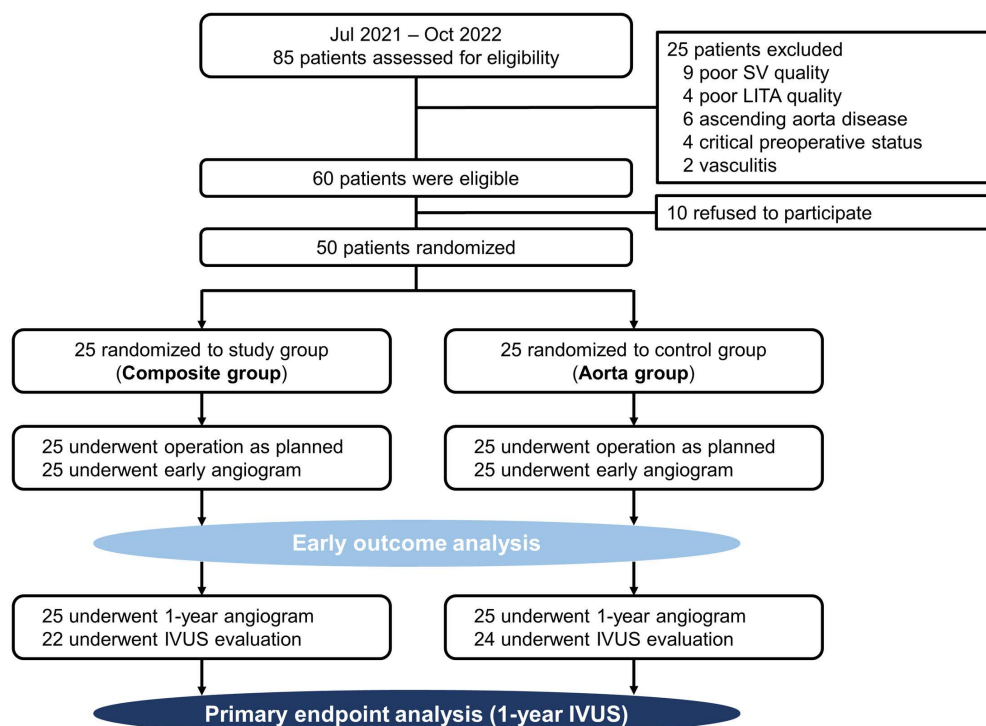 Jul 2021 – Oct 2022
85 patients assessed for eligibility
25 patients excluded
9 poor SV quality
4 poor LITA quality
6 ascending aorta disease
4 critical preoperative status
2 vasculitis
60 patients were eligible
10 refused to participate
50 patients randomized
25 randomized to study group
(Composite group)
25 randomized to control group
(Aorta group)
25 underwent operation as planned
25 underwent early angiogram
25 underwent operation as planned
25 underwent early angiogram
Early outcome analysis
25 underwent 1-year angiogram
22 underwent IVUS evaluation
25 underwent 1-year angiogram
24 underwent IVUS evaluation
Primary endpoint analysis (1-year IVUS)